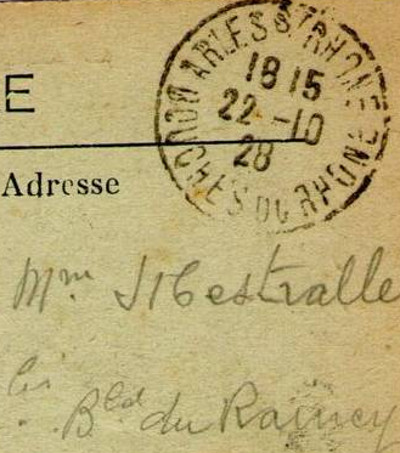 ARLES S/ RHONE
18 15
22 -10
28
BOUCHES DU RHONE
E
Adresse
Mme
Bld du Raincy